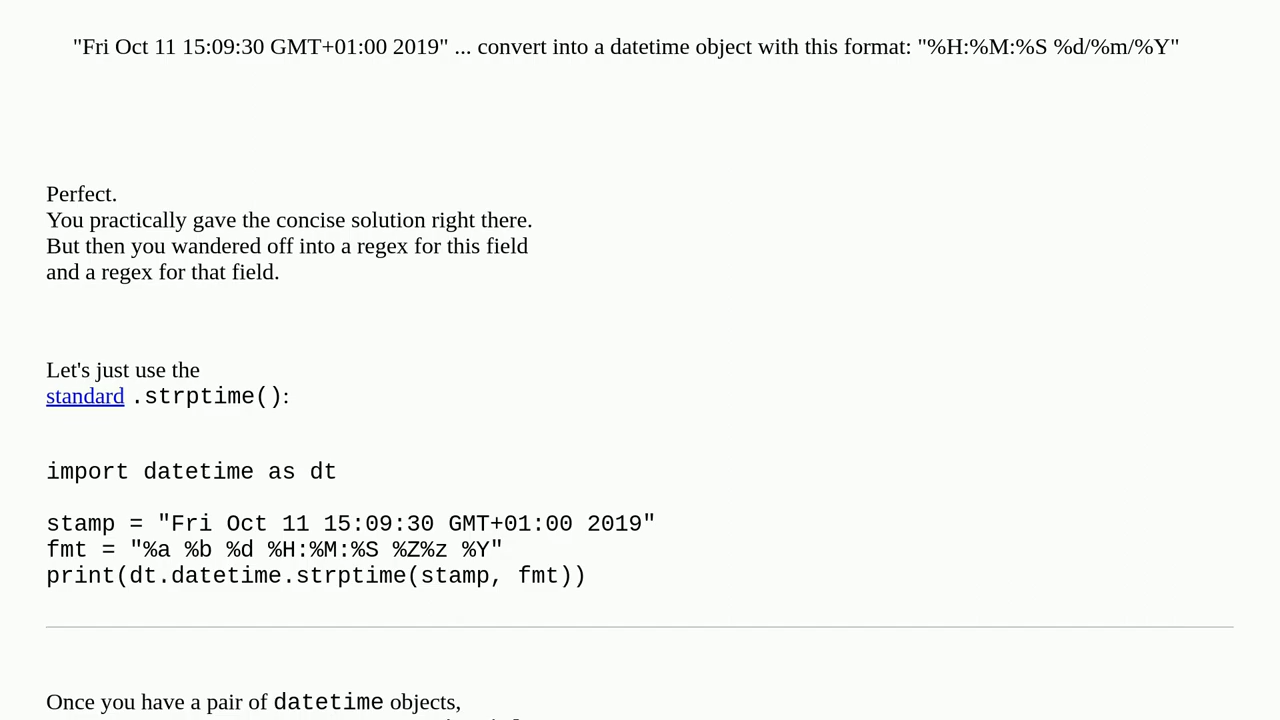 "Fri Oct 11 15:09:30 GMT+01:00 2019" ... convert into a datetime object with this format: "%H:%M:%S %d/%m/%Y"
Perfect.
You practically gave the concise solution right there.
But then you wandered off into a regex for this field
and a regex for that field.
Let's just use the
standard .strptime():
import datetime as dt
stamp = "Fri Oct 11 15:09:30 GMT+01:00 2019"
fmt = "%a %b %d %H:%M:%S %Z%z %Y"
print(dt.datetime.strptime(stamp, fmt))
Once you have a pair of datetime objects,